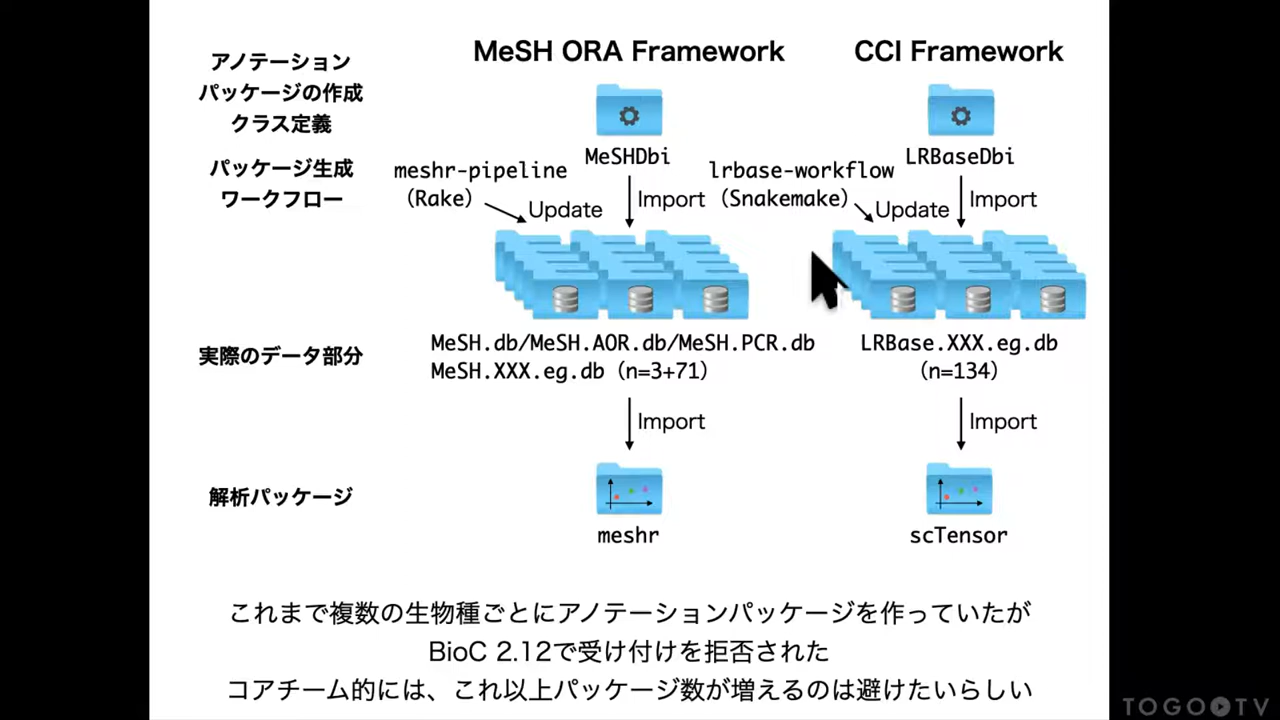 MeSH ORA Framework
CCI Framework
アノテーション
パッケージの作成
クラス定義
MeSHDbi
LRBaseDbi
パッケージ生成
ワークフロー
meshr-pipeline
（Rake）
Update
Import
lrbase-workflow
（Snakemake）
Update
Import
実際のデータ部分
MeSH.db/MeSH.AOR.db/MeSH.PCR.db
MeSH.XXX.eg.db（n=3+71）
LRBase.XXX.eg.db
（n=134）
Import
Import
解析パッケージ
meshr
scTensor
これまで複数の生物種ごとにアノテーションパッケージを作っていたが
BioC 2.12で受け付けを拒否された
コアチーム的には、これ以上パッケージ数が増えるのは避けたいらしい
TOGOTV